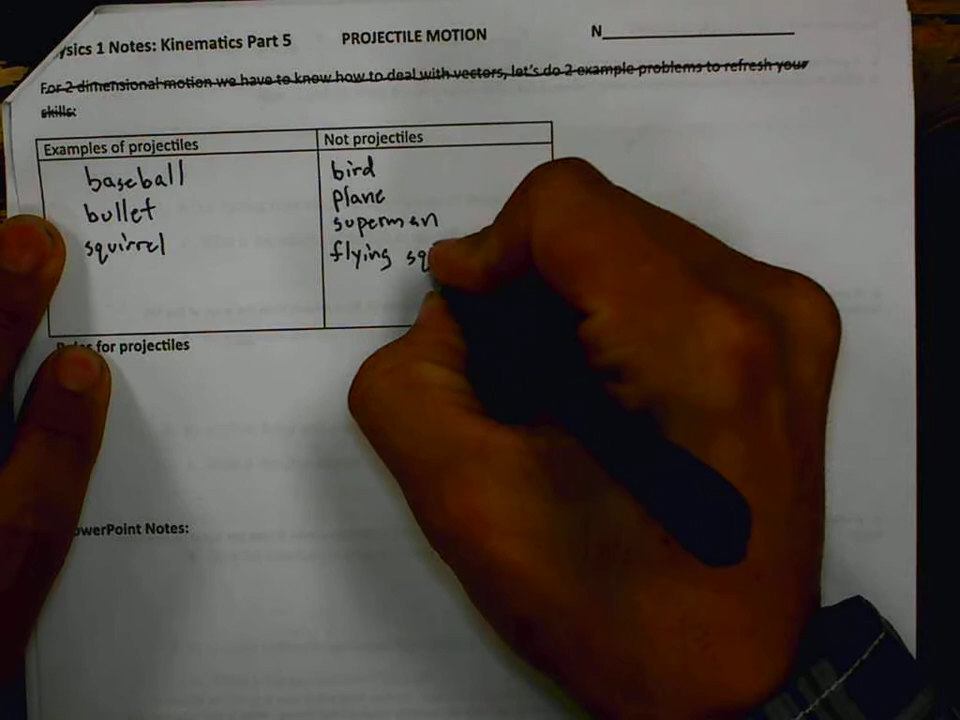 ysics 1 Notes: Kinematics Part 5 PROJECTILE MOTION N
For 2 dimensional motion we have to know how to deal with vectors, let's do 2 example problems to refresh your
skills:
Examples of projectiles Not projectiles
baseball bird
bullet plane
squirrel superman
flying sq
for projectiles
owerPoint Notes: